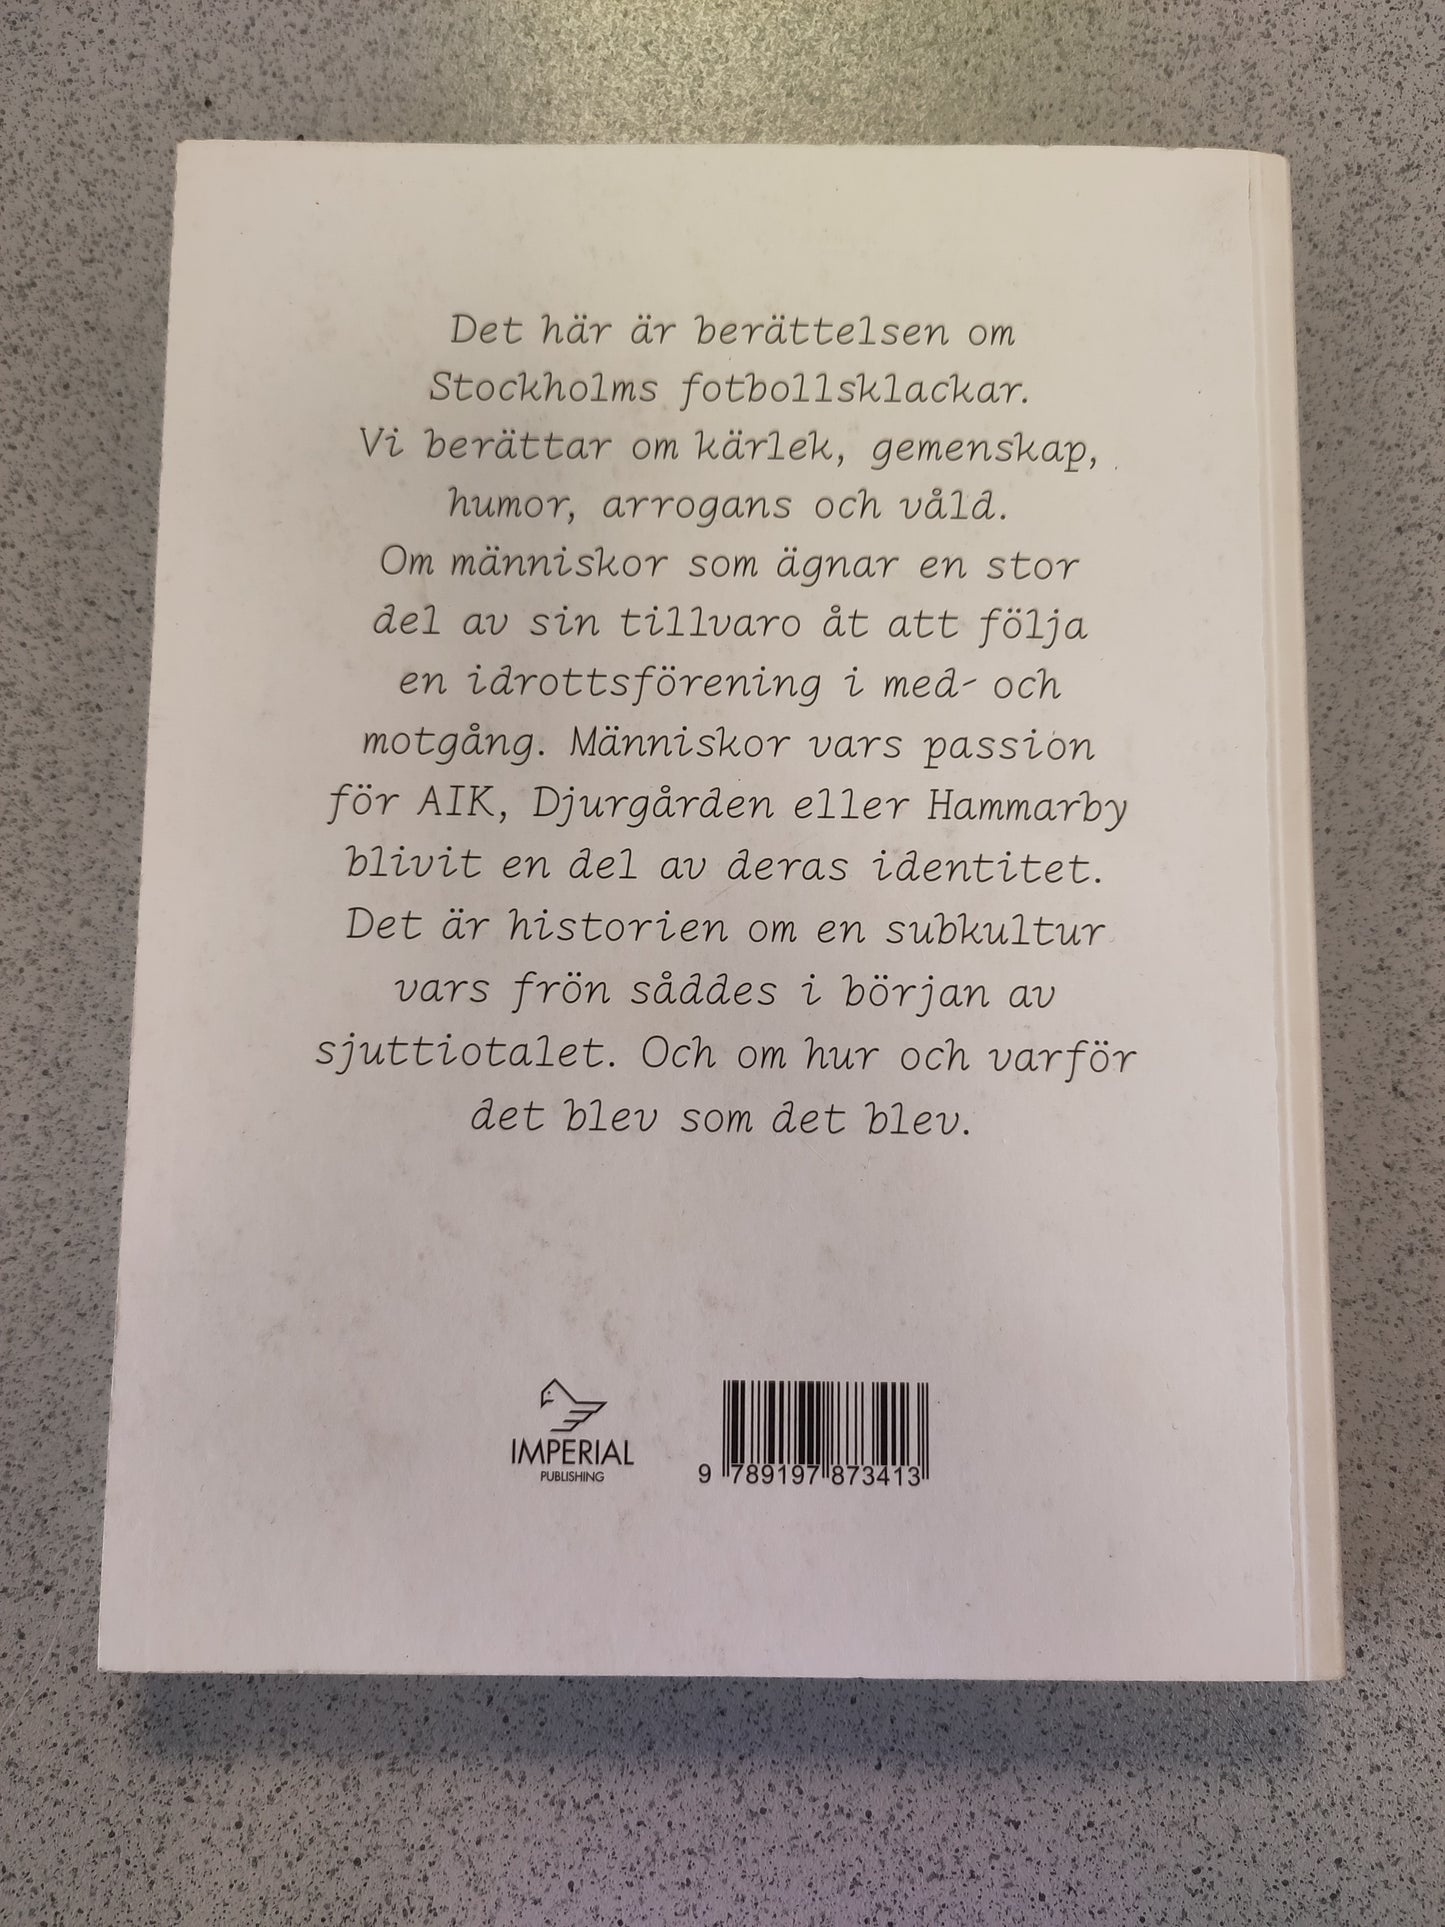 Det här är berättelsen om
Stockholms fotbollsklackar.
Vi berättar om kärlek, gemenskap,
humor, arrogans och våld.
Om människor som ägnar en stor
del av sin tillvaro åt att följa
en idrottsförening i med- och
motgång. Människor vars passion
för AIK, Djurgården eller Hammarby
blivit en del av deras identitet.
Det är historien om en subkultur
vars frön såddes i början av
sjuttiotalet. Och om hur och varför
det blev som det blev.
IMPERIAL
PUBLISHING
9 789197 873413